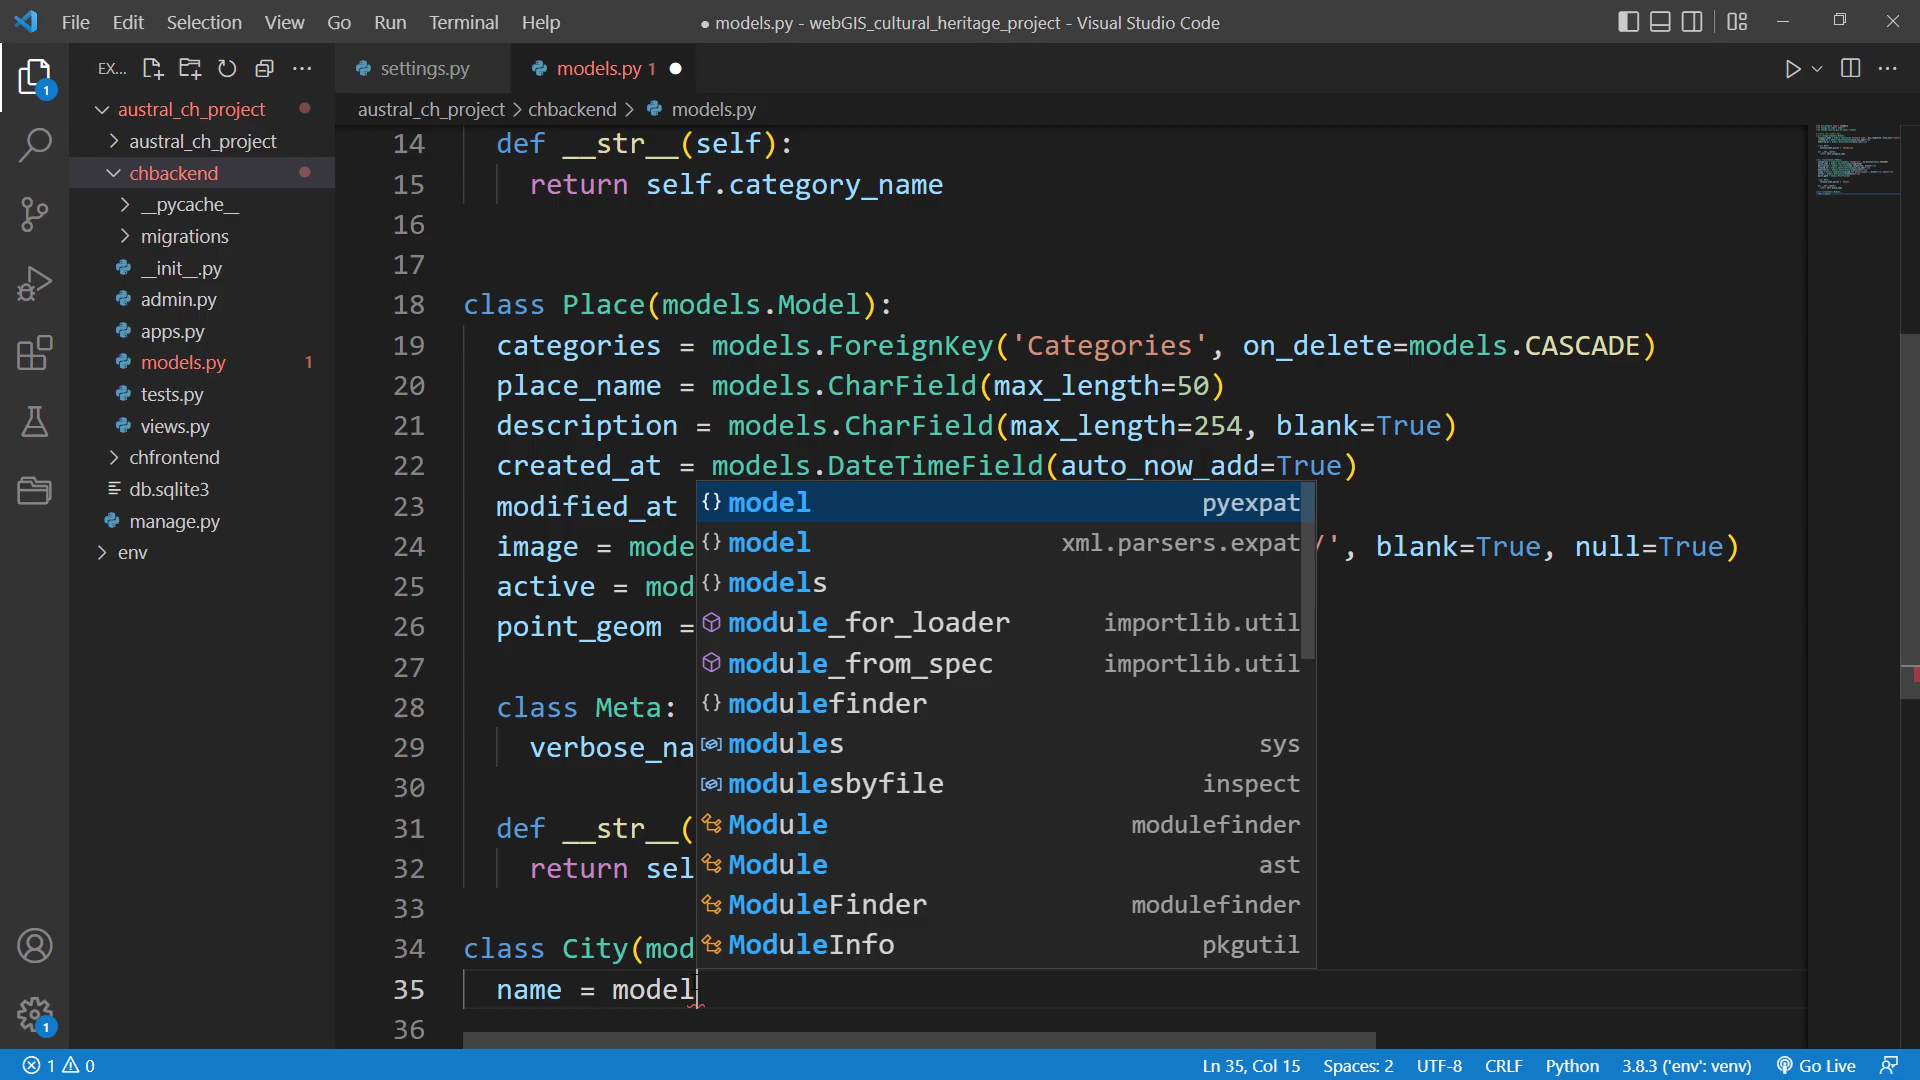 File Edit Selection View Go Run Terminal Help
● models.py - webGIS_cultural_heritage_project - Visual Studio Code
EX...
settings.py
models.py 1
austral_ch_project > chbackend > models.py
austral_ch_project
austral_ch_project
chbackend
__pycache__
migrations
__init__.py
admin.py
apps.py
models.py 1
tests.py
views.py
chfrontend
db.sqlite3
manage.py
env
1
1
14 def __str__(self):
15 return self.category_name
16
17
18 class Place(models.Model):
19 categories = models.ForeignKey('Categories', on_delete=models.CASCADE)
20 place_name = models.CharField(max_length=50)
21 description = models.CharField(max_length=254, blank=True)
22 created_at = models.DateTimeField(auto_now_add=True)
23 modified_at
24 image = mode /', blank=True, null=True)
25 active = mod
26 point_geom =
27
28 class Meta:
29 verbose_na
30
31 def __str__(
32 return sel
33
34 class City(mod
35 name = model
36
{} model pyexpat
{} model xml.parsers.expat
{} models
module_for_loader importlib.util
module_from_spec importlib.util
{} modulefinder
modules sys
modulesbyfile inspect
Module modulefinder
Module ast
ModuleFinder modulefinder
ModuleInfo pkgutil
1 0
Ln 35, Col 15 Spaces: 2 UTF-8 CRLF Python 3.8.3 ('env': venv) Go Live